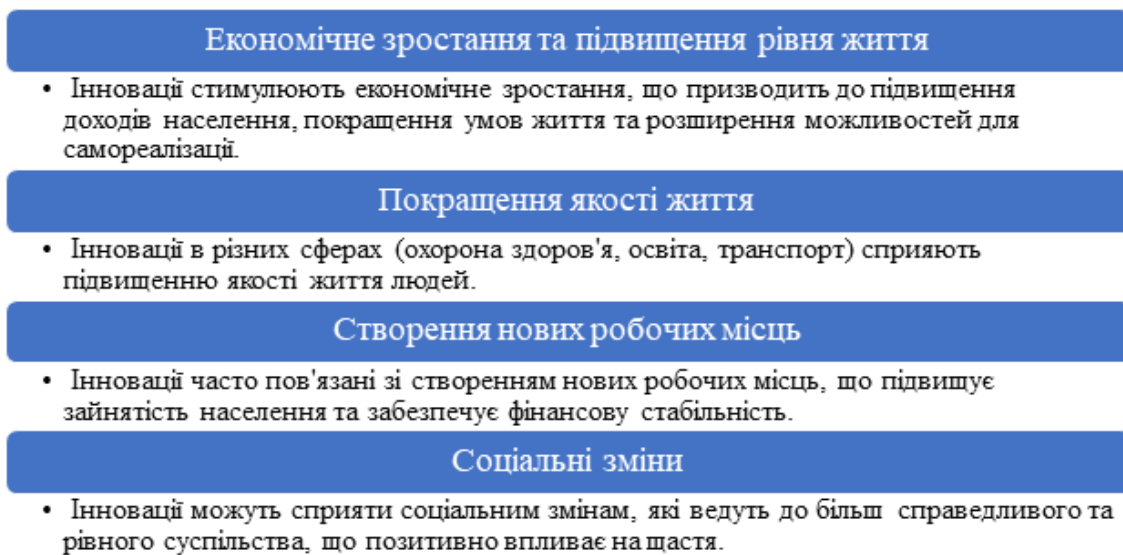 Економічне зростання та підвищення рівня життя
• Інновації стимулюють економічне зростання, що призводить до підвищення
доходів населення, покращення умов життя та розширення можливостей для
самореалізації.
Покращення якості життя
• Інновації в різних сферах (охорона здоров'я, освіта, транспорт) сприяють
підвищенню якості життя людей.
Створення нових робочих місць
• Інновації часто пов'язані зі створенням нових робочих місць, що підвищує
зайнятість населення та забезпечує фінансову стабільність.
Соціальні зміни
• Інновації можуть сприяти соціальним змінам, які ведуть до більш справедливого та
рівного суспільства, що позитивно впливає на щастя.